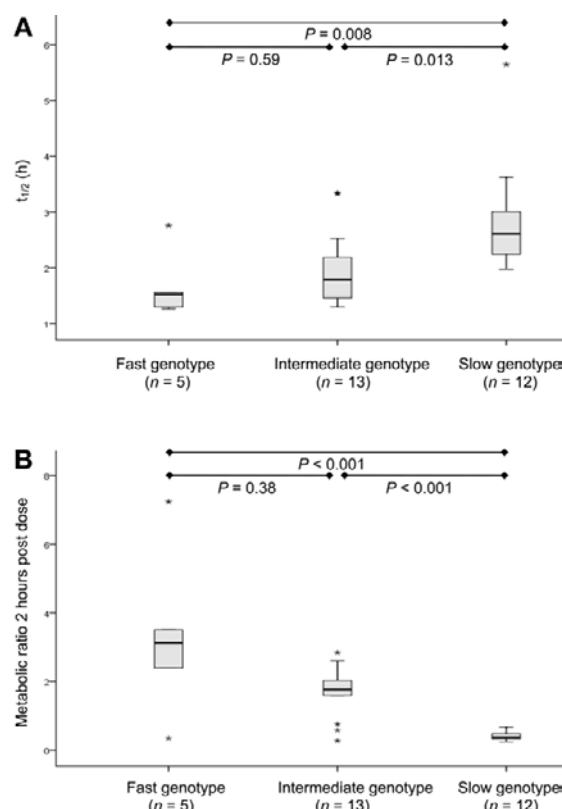 A
P = 0.008
P = 0.59
P = 0.013
t1/2 (h)
6
5
4
3
2
1
Fast genotype
(n = 5)
Intermediate genotype
(n = 13)
Slow genotype
(n = 12)
B
P < 0.001
P = 0.38
P < 0.001
Metabolic ratio 2 hours post dose
8
6
4
2
0
Fast genotype
(n = 5)
Intermediate genotype
(n = 13)
Slow genotype
(n = 12)